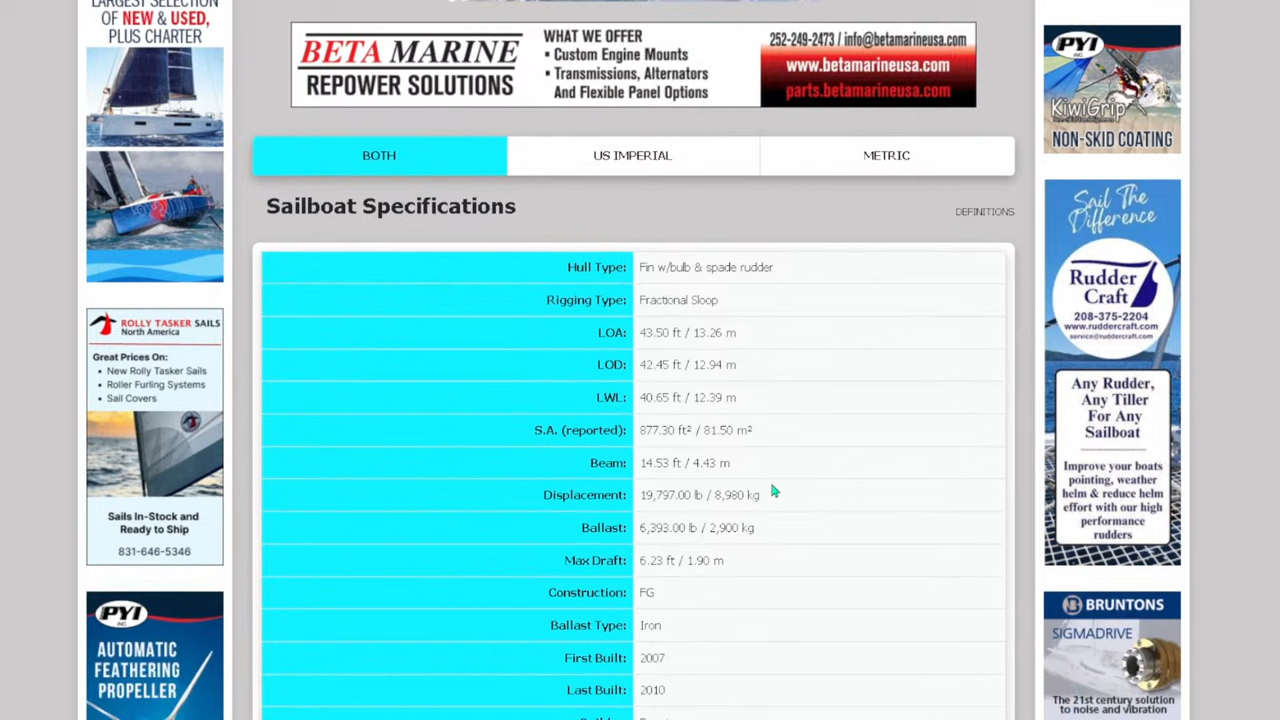 LARGEST SELECTION
OF NEW & USED,
PLUS CHARTER
ROLLY TASKER SAILS
North America
Great Prices On:
• New Rolly Tasker Sails
• Roller Furling Systems
• Sail Covers
Sails In-Stock and
Ready to Ship
831-646-5346
PYI INC.
AUTOMATIC
FEATHERING
PROPELLER
BETA MARINE
REPOWER SOLUTIONS
WHAT WE OFFER
▪ Custom Engine Mounts
▪ Transmissions, Alternators
And Flexible Panel Options
252-249-2473 / info@betamarineusa.com
www.betamarineusa.com
parts.betamarineusa.com
BOTH US IMPERIAL METRIC
Sailboat Specifications
DEFINITIONS
Hull Type: Fin w/bulb & spade rudder
Rigging Type: Fractional Sloop
LOA: 43.50 ft / 13.26 m
LOD: 42.45 ft / 12.94 m
LWL: 40.65 ft / 12.39 m
S.A. (reported): 877.30 ft² / 81.50 m²
Beam: 14.53 ft / 4.43 m
Displacement: 19,797.00 lb / 8,980 kg
Ballast: 6,393.00 lb / 2,900 kg
Max Draft: 6.23 ft / 1.90 m
Construction: FG
Ballast Type: Iron
First Built: 2007
Last Built: 2010
PYI INC.
KiwiGrip
NON-SKID COATING
Sail The
Difference
Rudder
Craft
208-375-2204
www.ruddercraft.com
service@ruddercraft.com
Any Rudder,
Any Tiller
For Any
Sailboat
Improve your boats
pointing, weather
helm & reduce helm
effort with our high
performance
rudders
BRUNTONS
SIGMADRIVE
The 21st century solution
to noise and vibration